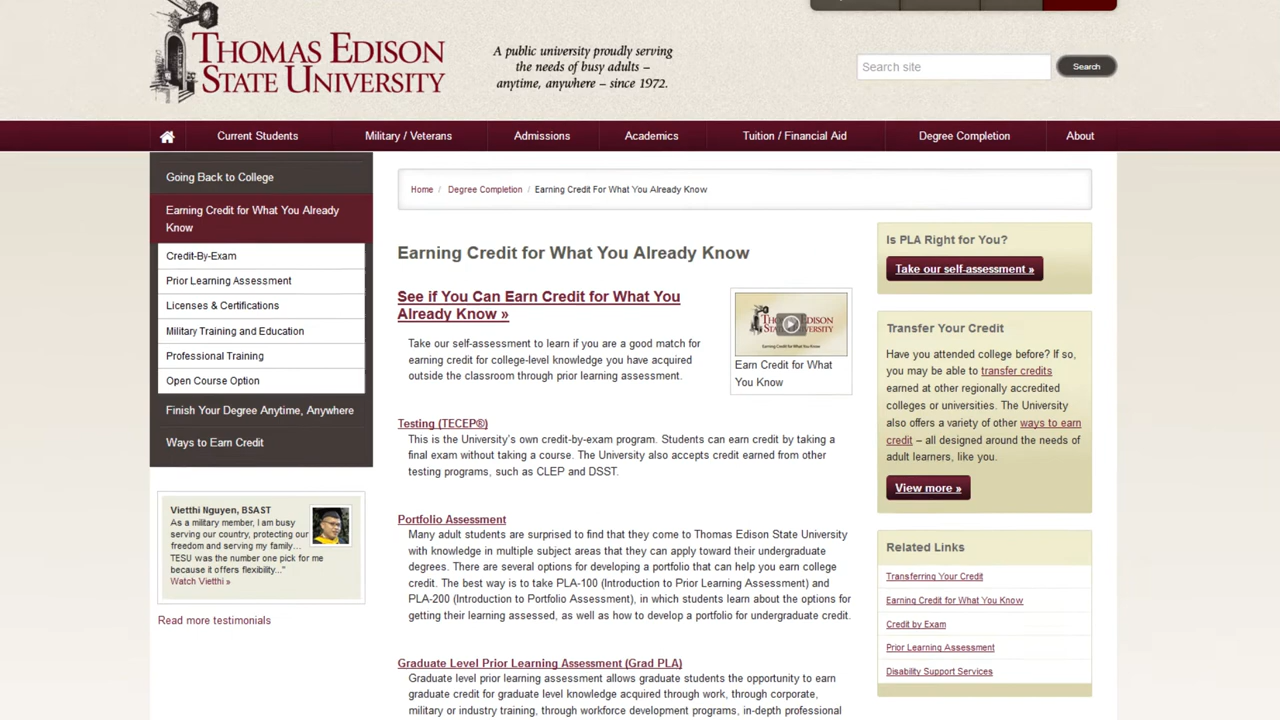 THOMAS EDISON
STATE UNIVERSITY
A public university proudly serving
the needs of busy adults –
anytime, anywhere – since 1972.
Search site
Search
Current Students
Military / Veterans
Admissions
Academics
Tuition / Financial Aid
Degree Completion
About
Going Back to College
Earning Credit for What You Already
Know
Credit-By-Exam
Prior Learning Assessment
Licenses & Certifications
Military Training and Education
Professional Training
Open Course Option
Finish Your Degree Anytime, Anywhere
Ways to Earn Credit
Vietthi Nguyen, BSAST
As a military member, I am busy
serving our country, protecting our
freedom and serving my family...
TESU was the number one pick for me
because it offers flexibility..."
Watch Vietthi »
Read more testimonials
Home / Degree Completion / Earning Credit For What You Already Know
Earning Credit for What You Already Know
See if You Can Earn Credit for What You
Already Know »
Take our self-assessment to learn if you are a good match for
earning credit for college-level knowledge you have acquired
outside the classroom through prior learning assessment.
THOMAS EDISON
STATE UNIVERSITY
Earning Credit for What You Know
Earn Credit for What
You Know
Testing (TECEP®)
This is the University's own credit-by-exam program. Students can earn credit by taking a
final exam without taking a course. The University also accepts credit earned from other
testing programs, such as CLEP and DSST.
Portfolio Assessment
Many adult students are surprised to find that they come to Thomas Edison State University
with knowledge in multiple subject areas that they can apply toward their undergraduate
degrees. There are several options for developing a portfolio that can help you earn college
credit. The best way is to take PLA-100 (Introduction to Prior Learning Assessment) and
PLA-200 (Introduction to Portfolio Assessment), in which students learn about the options for
getting their learning assessed, as well as how to develop a portfolio for undergraduate credit.
Graduate Level Prior Learning Assessment (Grad PLA)
Graduate level prior learning assessment allows graduate students the opportunity to earn
graduate credit for graduate level knowledge acquired through work, through corporate,
military or industry training, through workforce development programs, in-depth professional
Is PLA Right for You?
Take our self-assessment »
Transfer Your Credit
Have you attended college before? If so,
you may be able to transfer credits
earned at other regionally accredited
colleges or universities. The University
also offers a variety of other ways to earn
credit – all designed around the needs of
adult learners, like you.
View more »
Related Links
Transferring Your Credit
Earning Credit for What You Know
Credit by Exam
Prior Learning Assessment
Disability Support Services